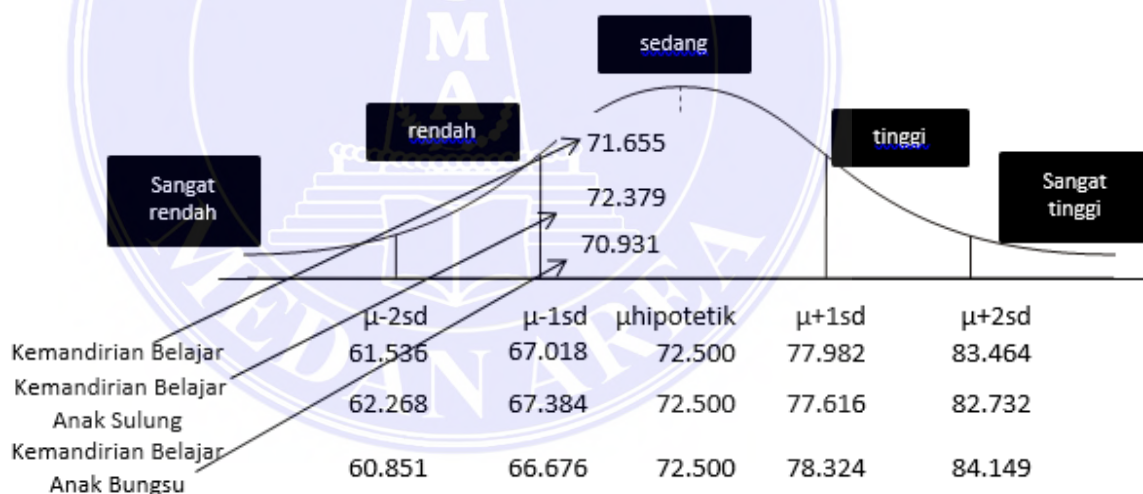 M
A
sedang
rendah
tinggi
Sangat
rendah
Sangat
tinggi
71.655
72.379
70.931
μ-2sd μ-1sd μhipotetik μ+1sd μ+2sd
Kemandirian Belajar 61.536 67.018 72.500 77.982 83.464
Kemandirian Belajar
Anak Sulung 62.268 67.384 72.500 77.616 82.732
Kemandirian Belajar
Anak Bungsu 60.851 66.676 72.500 78.324 84.149
MEDAN AREA